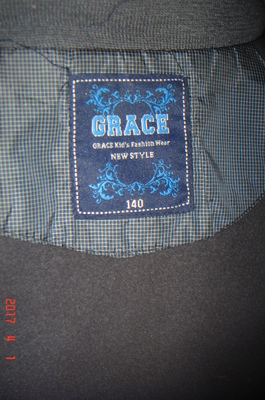 GRACE
GRACE Kid's Fashion Wear
NEW STYLE
140
2017 4 1